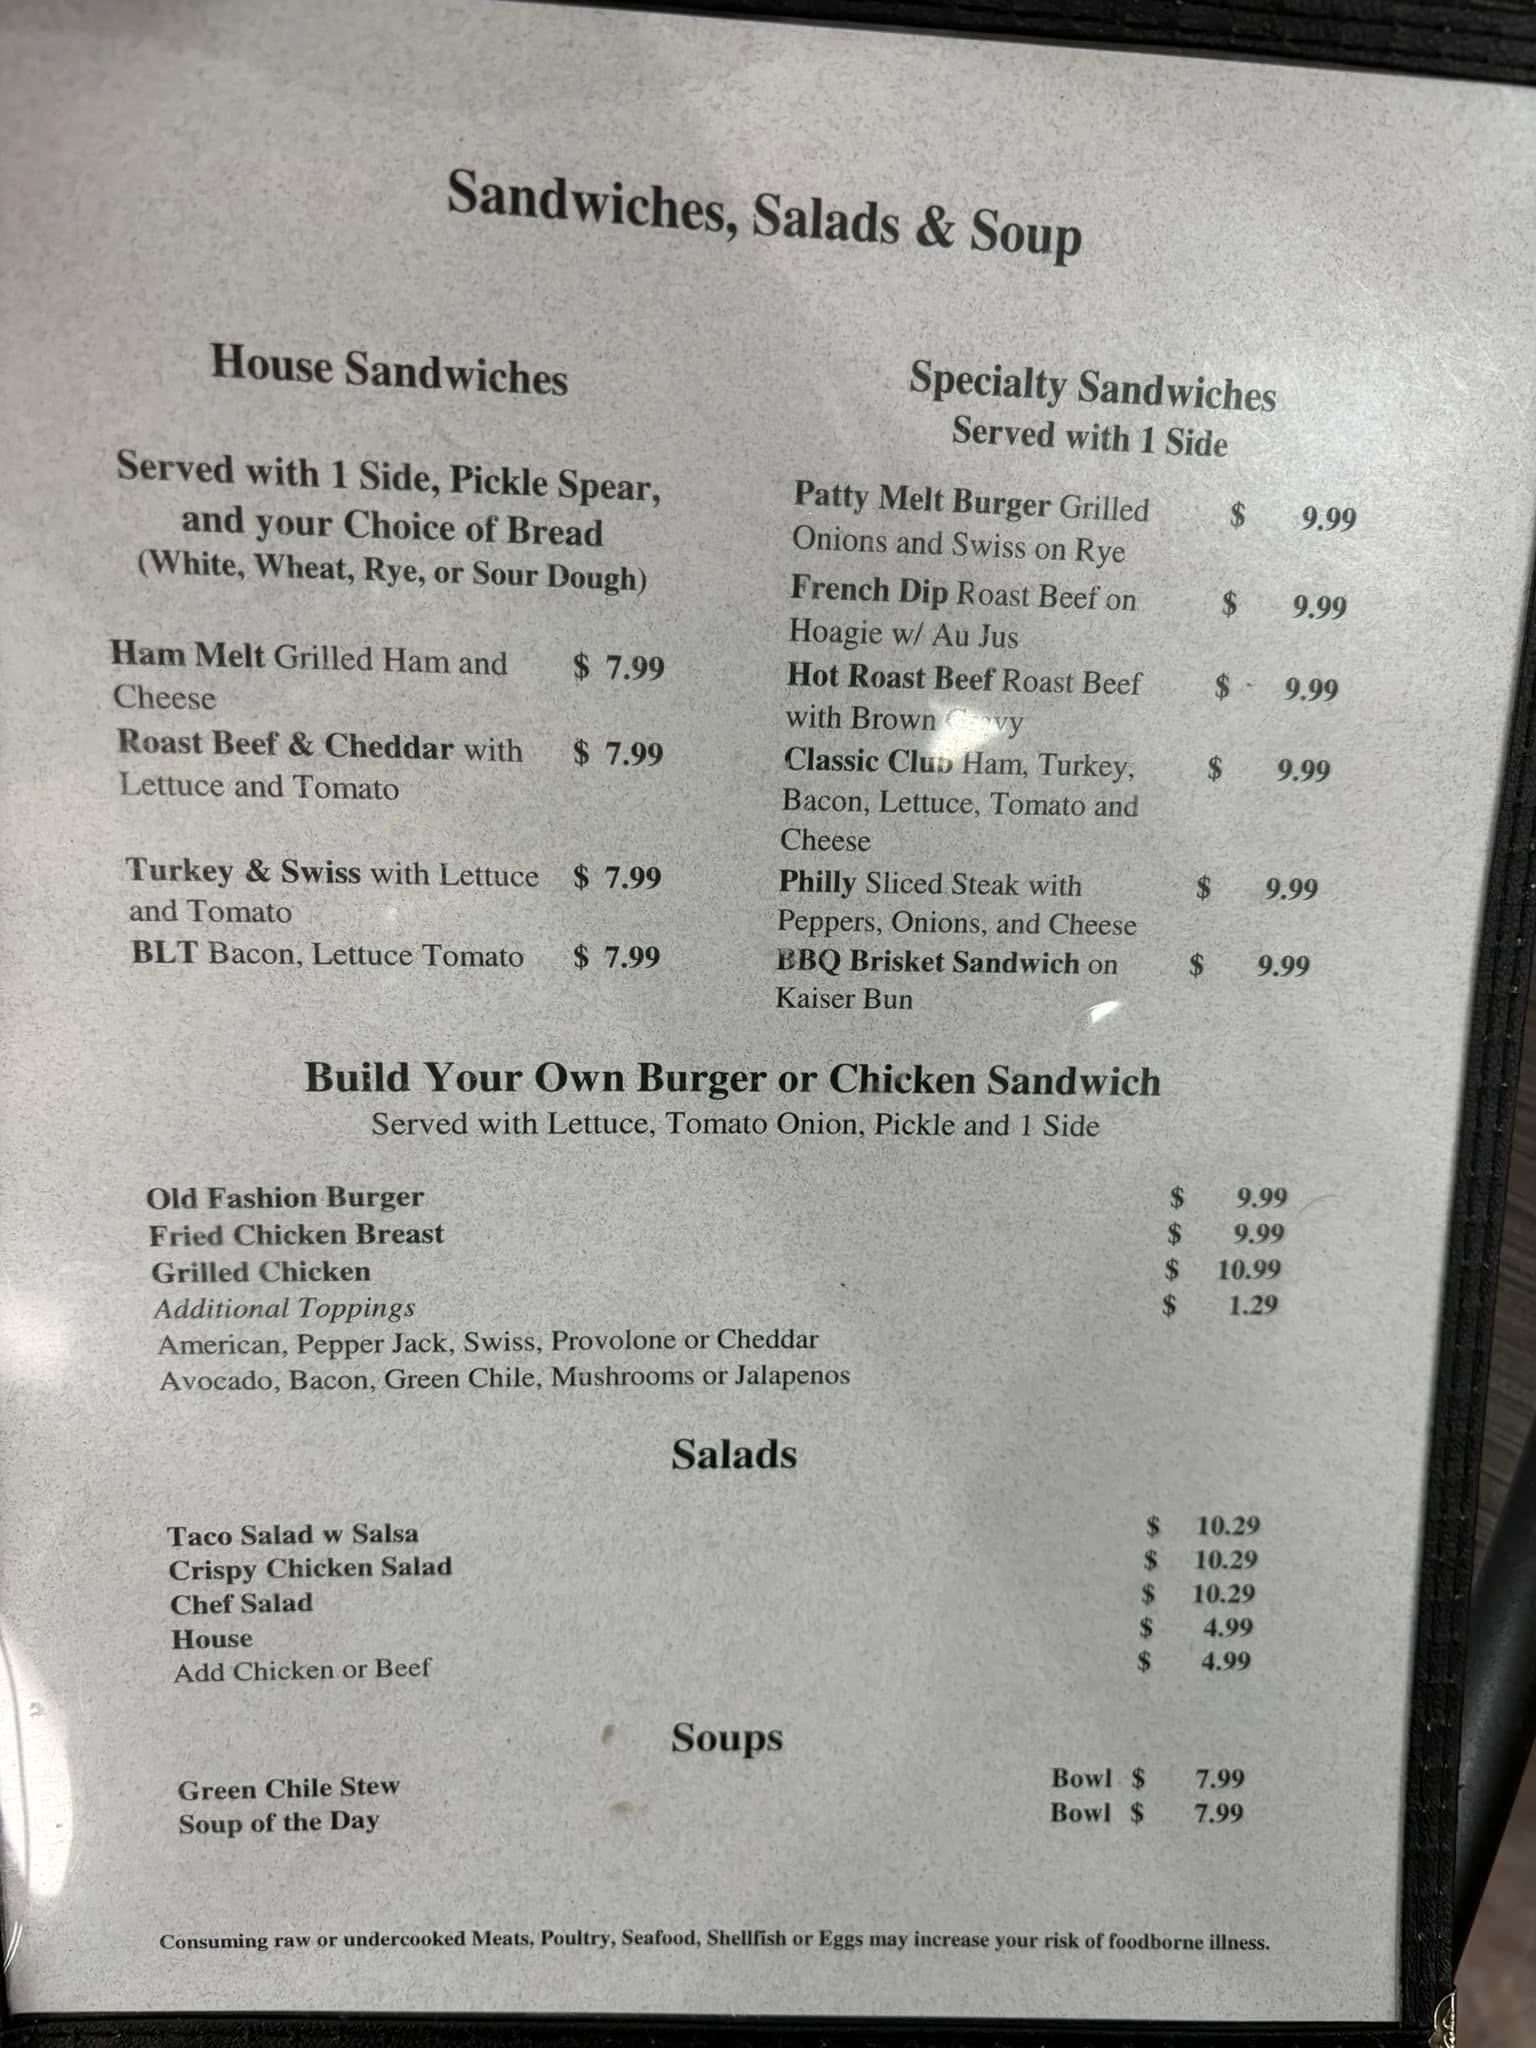 Sandwiches, Salads & Soup
House Sandwiches
Served with 1 Side, Pickle Spear,
and your Choice of Bread
(White, Wheat, Rye, or Sour Dough)
Ham Melt Grilled Ham and $ 7.99
Cheese
Roast Beef & Cheddar with $ 7.99
Lettuce and Tomato
Turkey & Swiss with Lettuce $ 7.99
and Tomato
BLT Bacon, Lettuce Tomato $ 7.99
Specialty Sandwiches
Served with 1 Side
Patty Melt Burger Grilled $ 9.99
Onions and Swiss on Rye
French Dip Roast Beef on $ 9.99
Hoagie w/ Au Jus
Hot Roast Beef Roast Beef $ 9.99
with Brown Gravy
Classic Club Ham, Turkey, $ 9.99
Bacon, Lettuce, Tomato and
Cheese
Philly Sliced Steak with $ 9.99
Peppers, Onions, and Cheese
BBQ Brisket Sandwich on $ 9.99
Kaiser Bun
Build Your Own Burger or Chicken Sandwich
Served with Lettuce, Tomato Onion, Pickle and 1 Side
Old Fashion Burger $ 9.99
Fried Chicken Breast $ 9.99
Grilled Chicken $ 10.99
Additional Toppings $ 1.29
American, Pepper Jack, Swiss, Provolone or Cheddar
Avocado, Bacon, Green Chile, Mushrooms or Jalapenos
Salads
Taco Salad w Salsa $ 10.29
Crispy Chicken Salad $ 10.29
Chef Salad $ 10.29
House $ 4.99
Add Chicken or Beef $ 4.99
Soups
Green Chile Stew Bowl $ 7.99
Soup of the Day Bowl $ 7.99
Consuming raw or undercooked Meats, Poultry, Seafood, Shellfish or Eggs may increase your risk of foodborne illness.